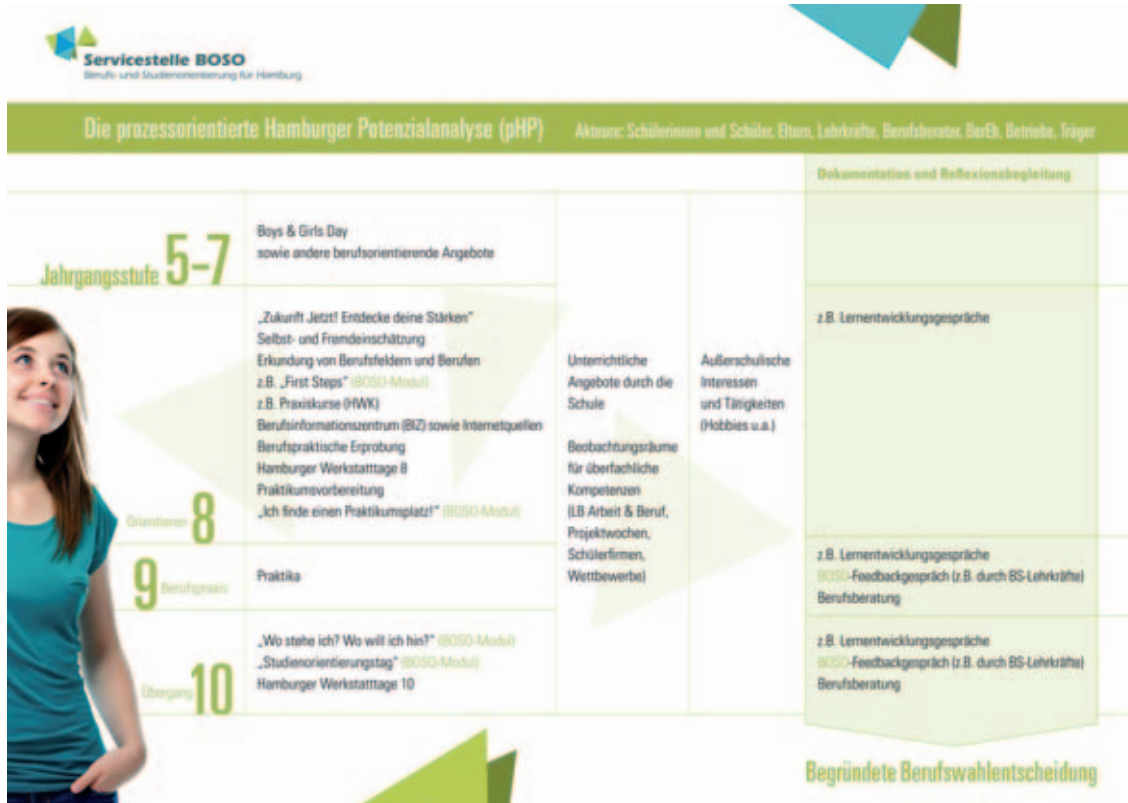 Servicestelle BOSO
Berufs- und Studienorientierung für Hamburg
Die prozessorientierte Hamburger Potenzialanalyse (pHP)
Akteure: Schülerinnen und Schüler, Eltern, Lehrkräfte, Berufsberater, BerEb, Betriebe, Träger
Dokumentation und Reflexionsbegleitung
Jahrgangsstufe 5–7
Boys & Girls Day
sowie andere berufsorientierende Angebote
Orientieren 8
„Zukunft Jetzt! Entdecke deine Stärken"
Selbst- und Fremdeinschätzung
Erkundung von Berufsfeldern und Berufen
z.B. „First Steps" (BOSO-Modul)
z.B. Praxiskurse (HWK)
Berufsinformationszentrum (BIZ) sowie Internetquellen
Berufspraktische Erprobung
Hamburger Werkstatttage 8
Praktikumsvorbereitung
„Ich finde einen Praktikumsplatz!" (BOSO-Modul)
9 Berufspraxis
Praktika
Übergang 10
„Wo stehe ich? Wo will ich hin?" (BOSO-Modul)
„Studienorientierungstag" (BOSO-Modul)
Hamburger Werkstatttage 10
Unterrichtliche
Angebote durch die
Schule
Beobachtungsräume
für überfachliche
Kompetenzen
(LB Arbeit & Beruf,
Projektwochen,
Schülerfirmen,
Wettbewerbe)
Außerschulische
Interessen
und Tätigkeiten
(Hobbies u.a.)
z.B. Lernentwicklungsgespräche
z.B. Lernentwicklungsgespräche
BOSO-Feedbackgespräch (z.B. durch BS-Lehrkräfte)
Berufsberatung
z.B. Lernentwicklungsgespräche
BOSO-Feedbackgespräch (z.B. durch BS-Lehrkräfte)
Berufsberatung
Begründete Berufswahlentscheidung